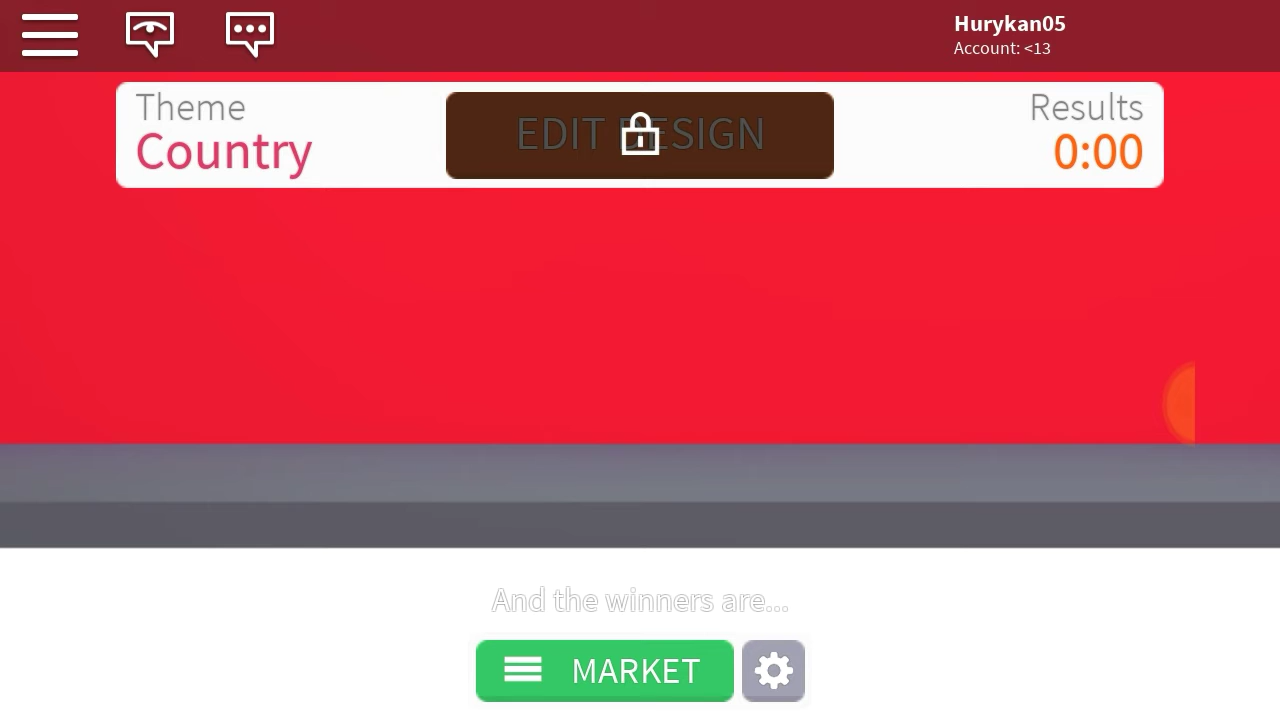 Hurykan05
Account: <13
Theme
Country
EDIT DESIGN
Results
0:00
And the winners are...
MARKET